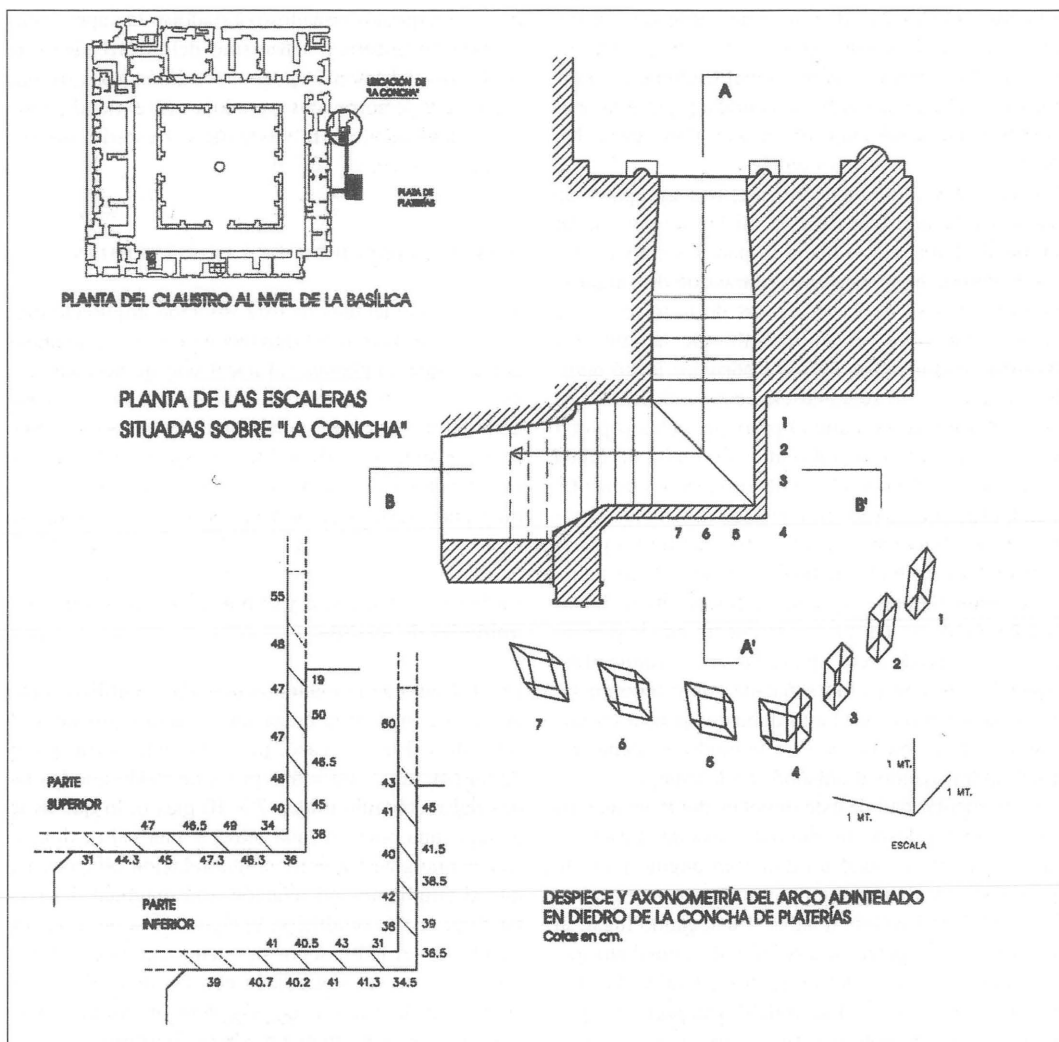 UBICACIÓN DE
"LA CONCHA"
PLAZA DE
PLATERÍAS
PLANTA DEL CLAUSTRO AL NIVEL DE LA BASÍLICA
PLANTA DE LAS ESCALERAS
SITUADAS SOBRE "LA CONCHA"
A
1
2
3
B
B'
7 6 5 4
A'
1
2
3
4
5
6
7
1 MT.
1 MT.
1 MT.
ESCALA
55
48
47
47
48
40
19
50
46.5
45
38
PARTE
SUPERIOR
47 46.5 49 34
31 44.3 45 47.3 48.3 36
60
43
41
40
42
38
45
41.5
38.5
39
36.5
PARTE
INFERIOR
41 40.5 43 31
39 40.7 40.2 41 41.3 34.5
DESPIECE Y AXONOMETRÍA DEL ARCO ADINTELADO
EN DIEDRO DE LA CONCHA DE PLATERÍAS
Cotas en cm.